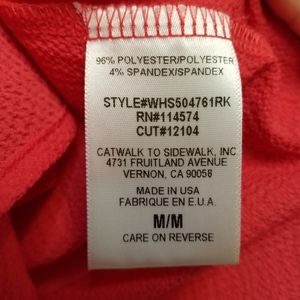 96% POLYESTER/POLYESTER
4% SPANDEX/SPANDEX
STYLE#WHS504761RK
RN#114574
CUT#12104
CATWALK TO SIDEWALK, INC
4731 FRUITLAND AVENUE
VERNON, CA 90058
MADE IN USA
FABRIQUE EN E.U.A.
M/M
CARE ON REVERSE